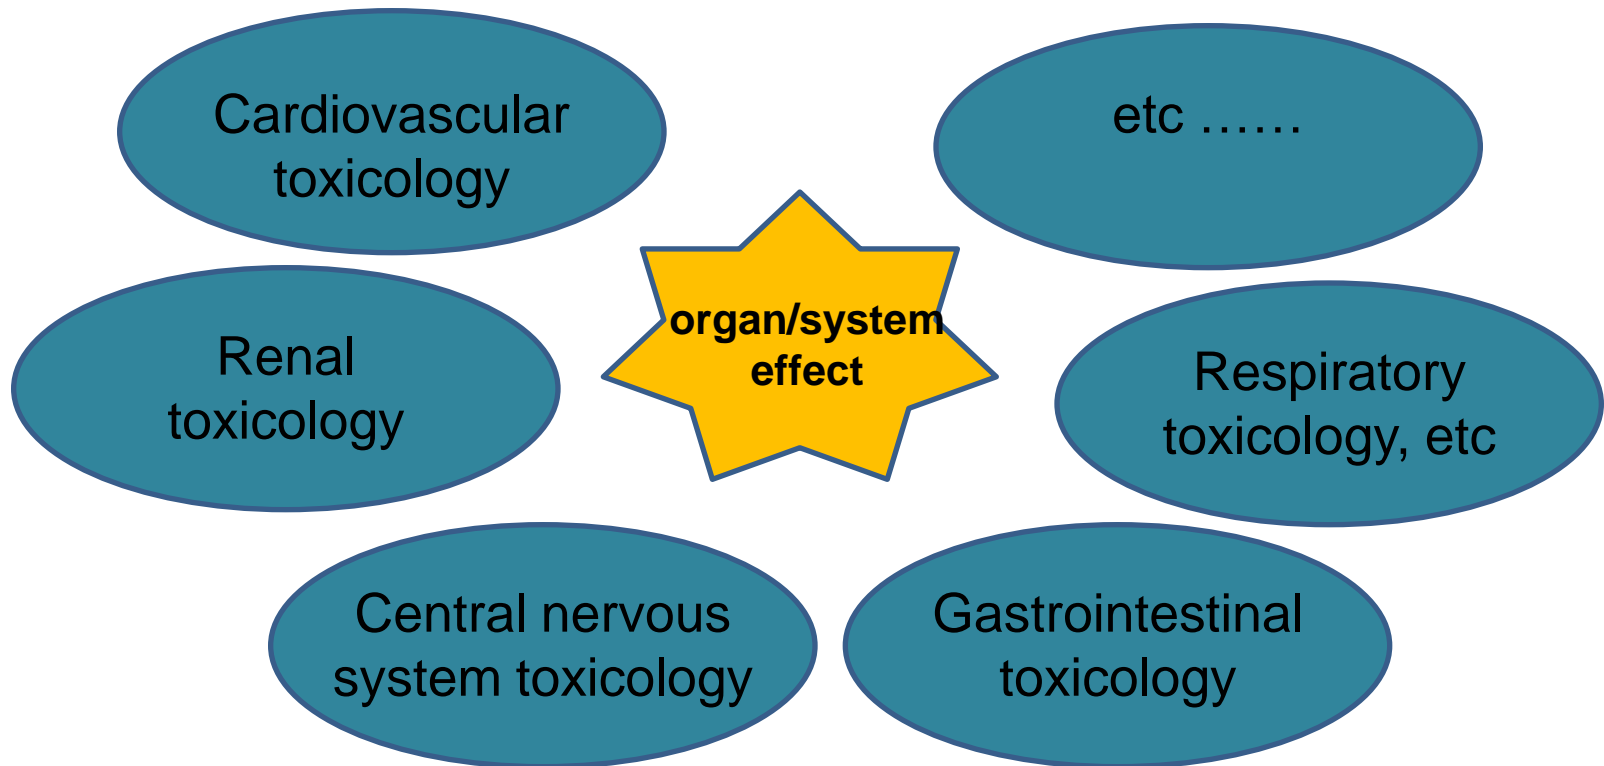 Cardiovascular
toxicology
etc ……
organ/system
effect
Renal
toxicology
Respiratory
toxicology, etc
Central nervous
system toxicology
Gastrointestinal
toxicology